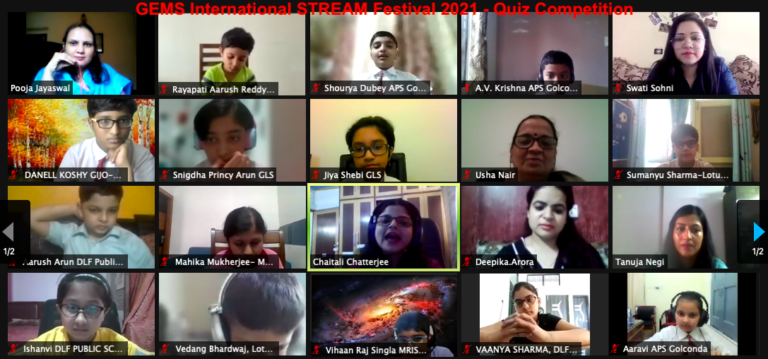 GEMS International STREAM Festival 2021 - Quiz Competition
Pooja Jayaswal
Rayapati Aarush Reddy...
Shourya Dubey APS Go...
A.V. Krishna APS Golco...
Swati Sohni
DANELL KOSHY GIJO-...
Snigdha Princy Arun GLS
Jiya Shebi GLS
Usha Nair
Sumanyu Sharma-Lotu...
1/2
Aarush Arun DLF Publi...
Mahika Mukherjee- M...
Chaitali Chatterjee
Deepika.Arora
Tanuja Negi
1/2
Ishanvi DLF PUBLIC SC...
Vedang Bhardwaj, Lot...
Vihaan Raj Singla MRIS...
VAANYA SHARMA, DLF...
Aaravi APS Golconda